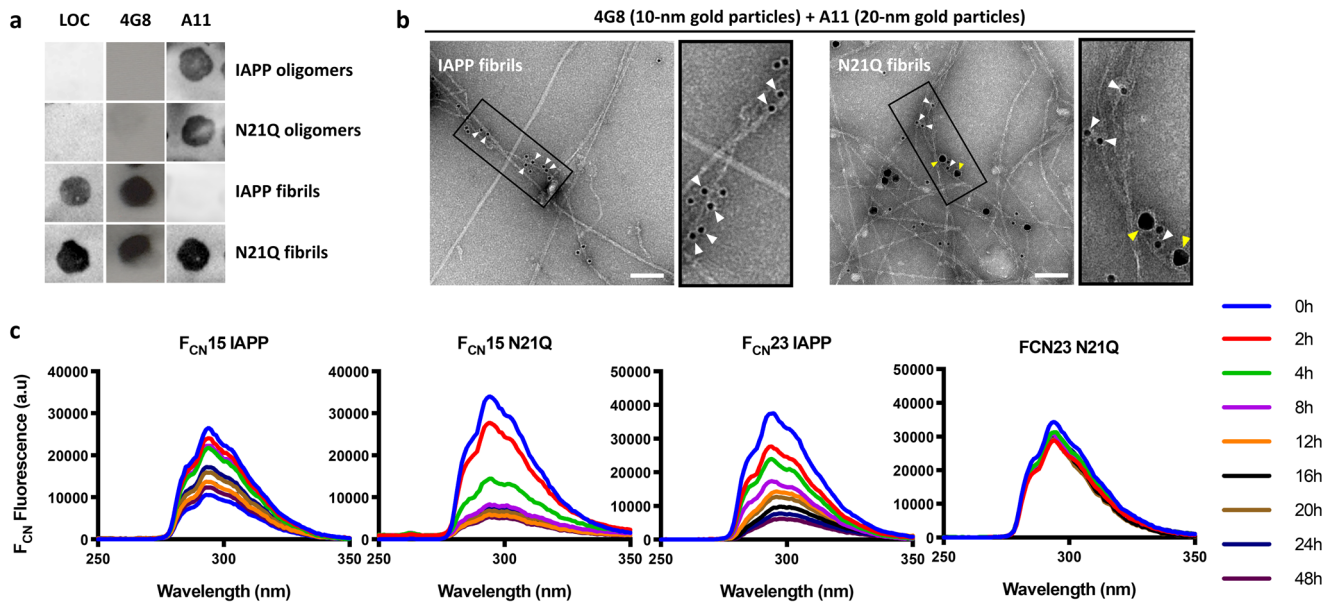 a
LOC 4G8 A11
IAPP oligomers
N21Q oligomers
IAPP fibrils
N21Q fibrils
b
4G8 (10-nm gold particles) + A11 (20-nm gold particles)
IAPP fibrils
N21Q fibrils
c
F_CN15 IAPP
F_CN15 N21Q
F_CN23 IAPP
FCN23 N21Q
F_CN Fluorescence (a.u)
40000
30000
20000
10000
0
250 300 350
Wavelength (nm)
40000
30000
20000
10000
0
250 300 350
Wavelength (nm)
50000
40000
30000
20000
10000
0
250 300 350
Wavelength (nm)
50000
40000
30000
20000
10000
0
250 300 350
Wavelength (nm)
0h
2h
4h
8h
12h
16h
20h
24h
48h